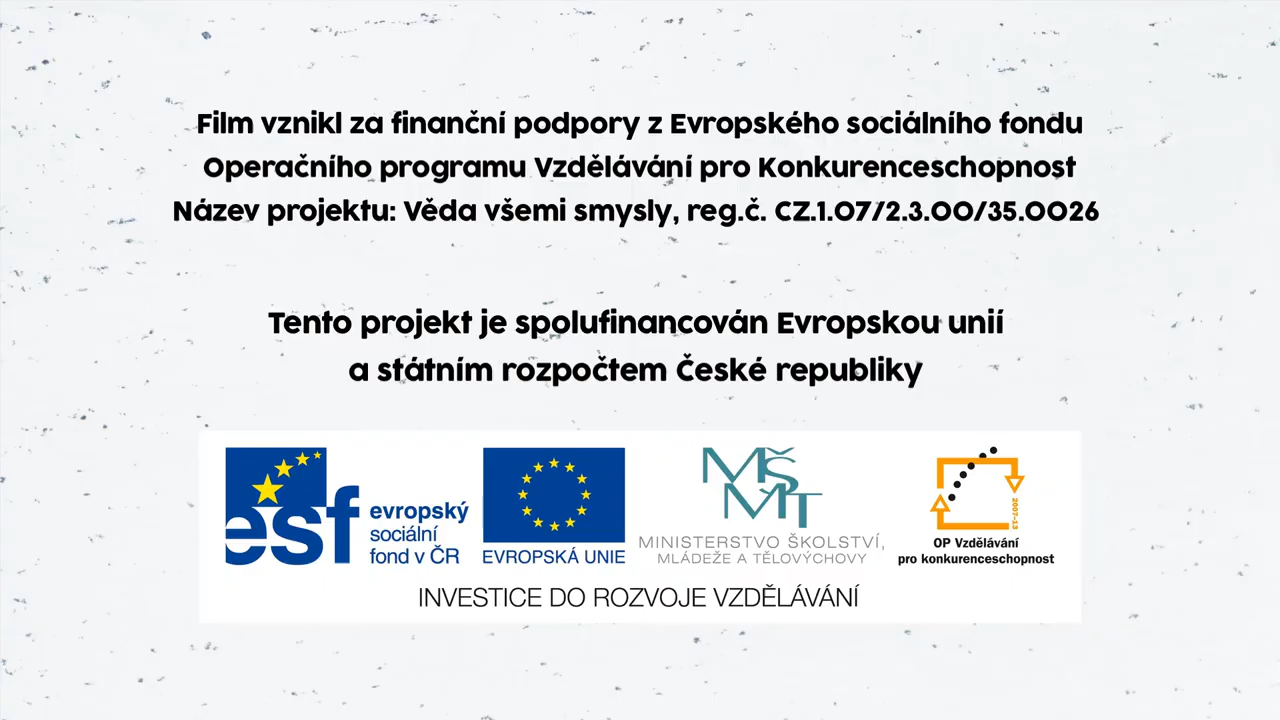 Film vznikl za finanční podpory z Evropského sociálního fondu
Operačního programu Vzdělávání pro Konkurenceschopnost
Název projektu: Věda všemi smysly, reg.č. CZ.1.07/2.3.00/35.0026
Tento projekt je spolufinancován Evropskou unií
a státním rozpočtem České republiky
esf
evropský
sociální
fond v ČR
EVROPSKÁ UNIE
MŠMT
MINISTERSTVO ŠKOLSTVÍ,
MLÁDEŽE A TĚLOVÝCHOVY
2007-13
OP Vzdělávání
pro konkurenceschopnost
INVESTICE DO ROZVOJE VZDĚLÁVÁNÍ